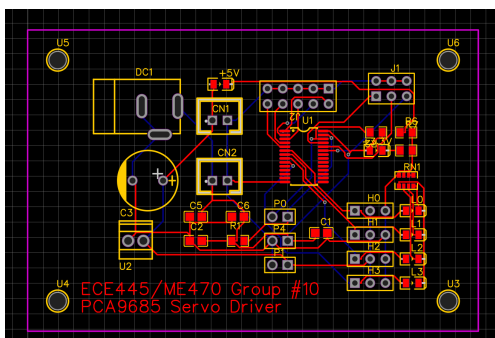 U5
U6
DC1
+5V
J1
CN1
J2
U1
R6
3.3V
CN2
RN1
C3
C5
C6
P0
H0
L0
C2
R1
P4
C1
H1
L1
U2
P1
H2
L2
H3
L3
U4
U3
ECE445/ME470 Group #10
PCA9685 Servo Driver